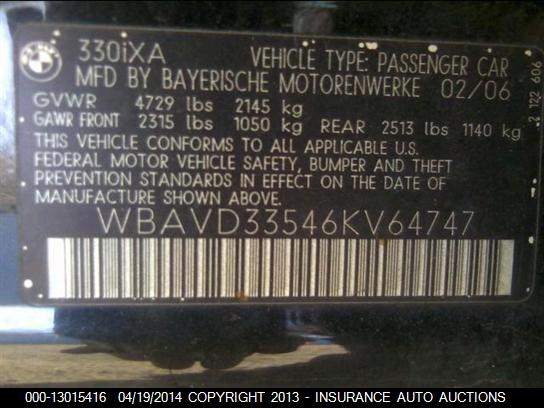 BMW
330iXA VEHICLE TYPE: PASSENGER CAR
MFD BY BAYERISCHE MOTORENWERKE 02/06
GVWR 4729 lbs 2145 kg
GAWR FRONT 2315 lbs 1050 kg REAR 2513 lbs 1140 kg
THIS VEHICLE CONFORMS TO ALL APPLICABLE U.S.
FEDERAL MOTOR VEHICLE SAFETY, BUMPER AND THEFT
PREVENTION STANDARDS IN EFFECT ON THE DATE OF
MANUFACTURE SHOWN ABOVE.
WBAVD33546KV64747
2 122 606
000-13015416 04/19/2014 COPYRIGHT 2013 - INSURANCE AUTO AUCTIONS